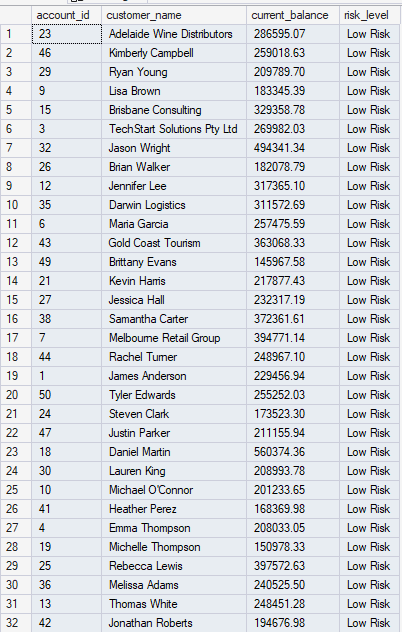 account_id customer_name current_balance risk_level
1 23 Adelaide Wine Distributors 286595.07 Low Risk
2 46 Kimberly Campbell 259018.63 Low Risk
3 29 Ryan Young 209789.70 Low Risk
4 9 Lisa Brown 183345.39 Low Risk
5 15 Brisbane Consulting 329358.78 Low Risk
6 3 TechStart Solutions Pty Ltd 269982.03 Low Risk
7 32 Jason Wright 494341.34 Low Risk
8 26 Brian Walker 182078.79 Low Risk
9 12 Jennifer Lee 317365.10 Low Risk
10 35 Darwin Logistics 311572.69 Low Risk
11 6 Maria Garcia 257475.59 Low Risk
12 43 Gold Coast Tourism 363068.33 Low Risk
13 49 Brittany Evans 145967.58 Low Risk
14 21 Kevin Harris 217877.43 Low Risk
15 27 Jessica Hall 232317.19 Low Risk
16 38 Samantha Carter 372361.61 Low Risk
17 7 Melbourne Retail Group 394771.14 Low Risk
18 44 Rachel Turner 248967.10 Low Risk
19 1 James Anderson 229456.94 Low Risk
20 50 Tyler Edwards 255252.03 Low Risk
21 24 Steven Clark 173523.30 Low Risk
22 47 Justin Parker 211155.94 Low Risk
23 18 Daniel Martin 560374.36 Low Risk
24 30 Lauren King 208993.78 Low Risk
25 10 Michael O'Connor 201233.65 Low Risk
26 41 Heather Perez 168369.98 Low Risk
27 4 Emma Thompson 208033.05 Low Risk
28 19 Michelle Thompson 150978.33 Low Risk
29 25 Rebecca Lewis 397572.63 Low Risk
30 36 Melissa Adams 240525.50 Low Risk
31 13 Thomas White 248451.28 Low Risk
32 42 Jonathan Roberts 194676.98 Low Risk